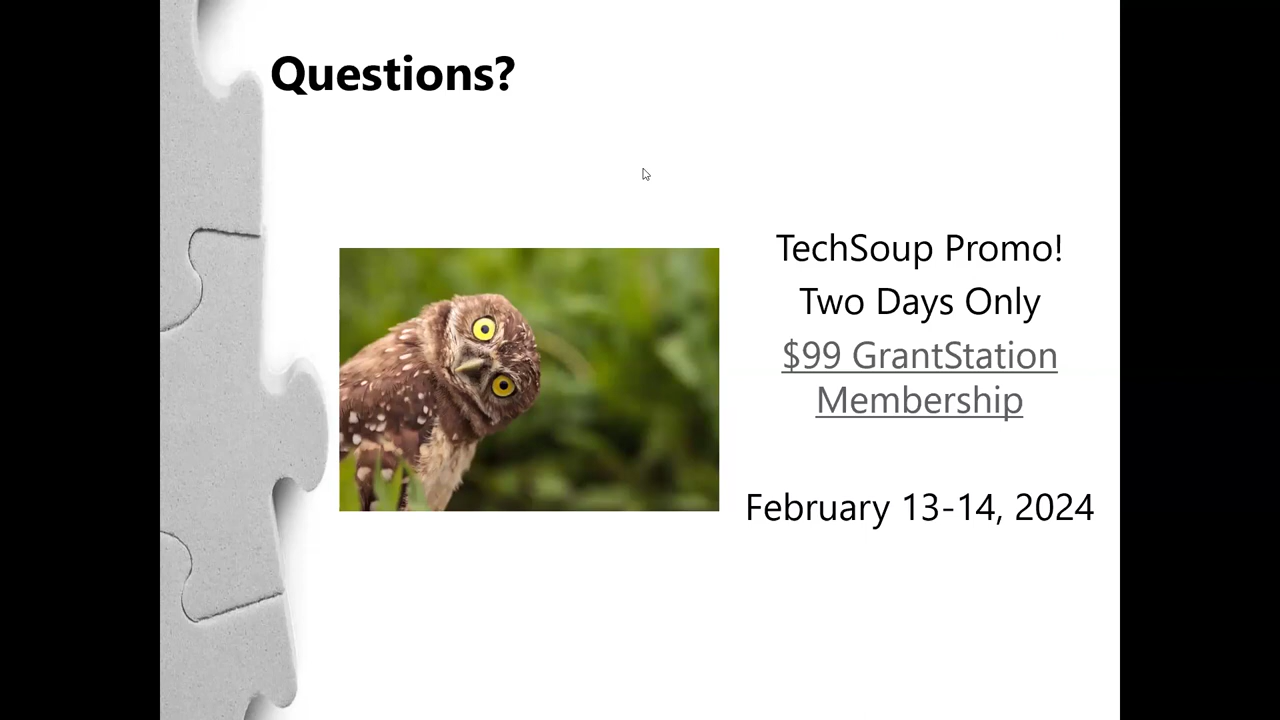 Questions?
TechSoup Promo!
Two Days Only
$99 GrantStation
Membership
February 13-14, 2024